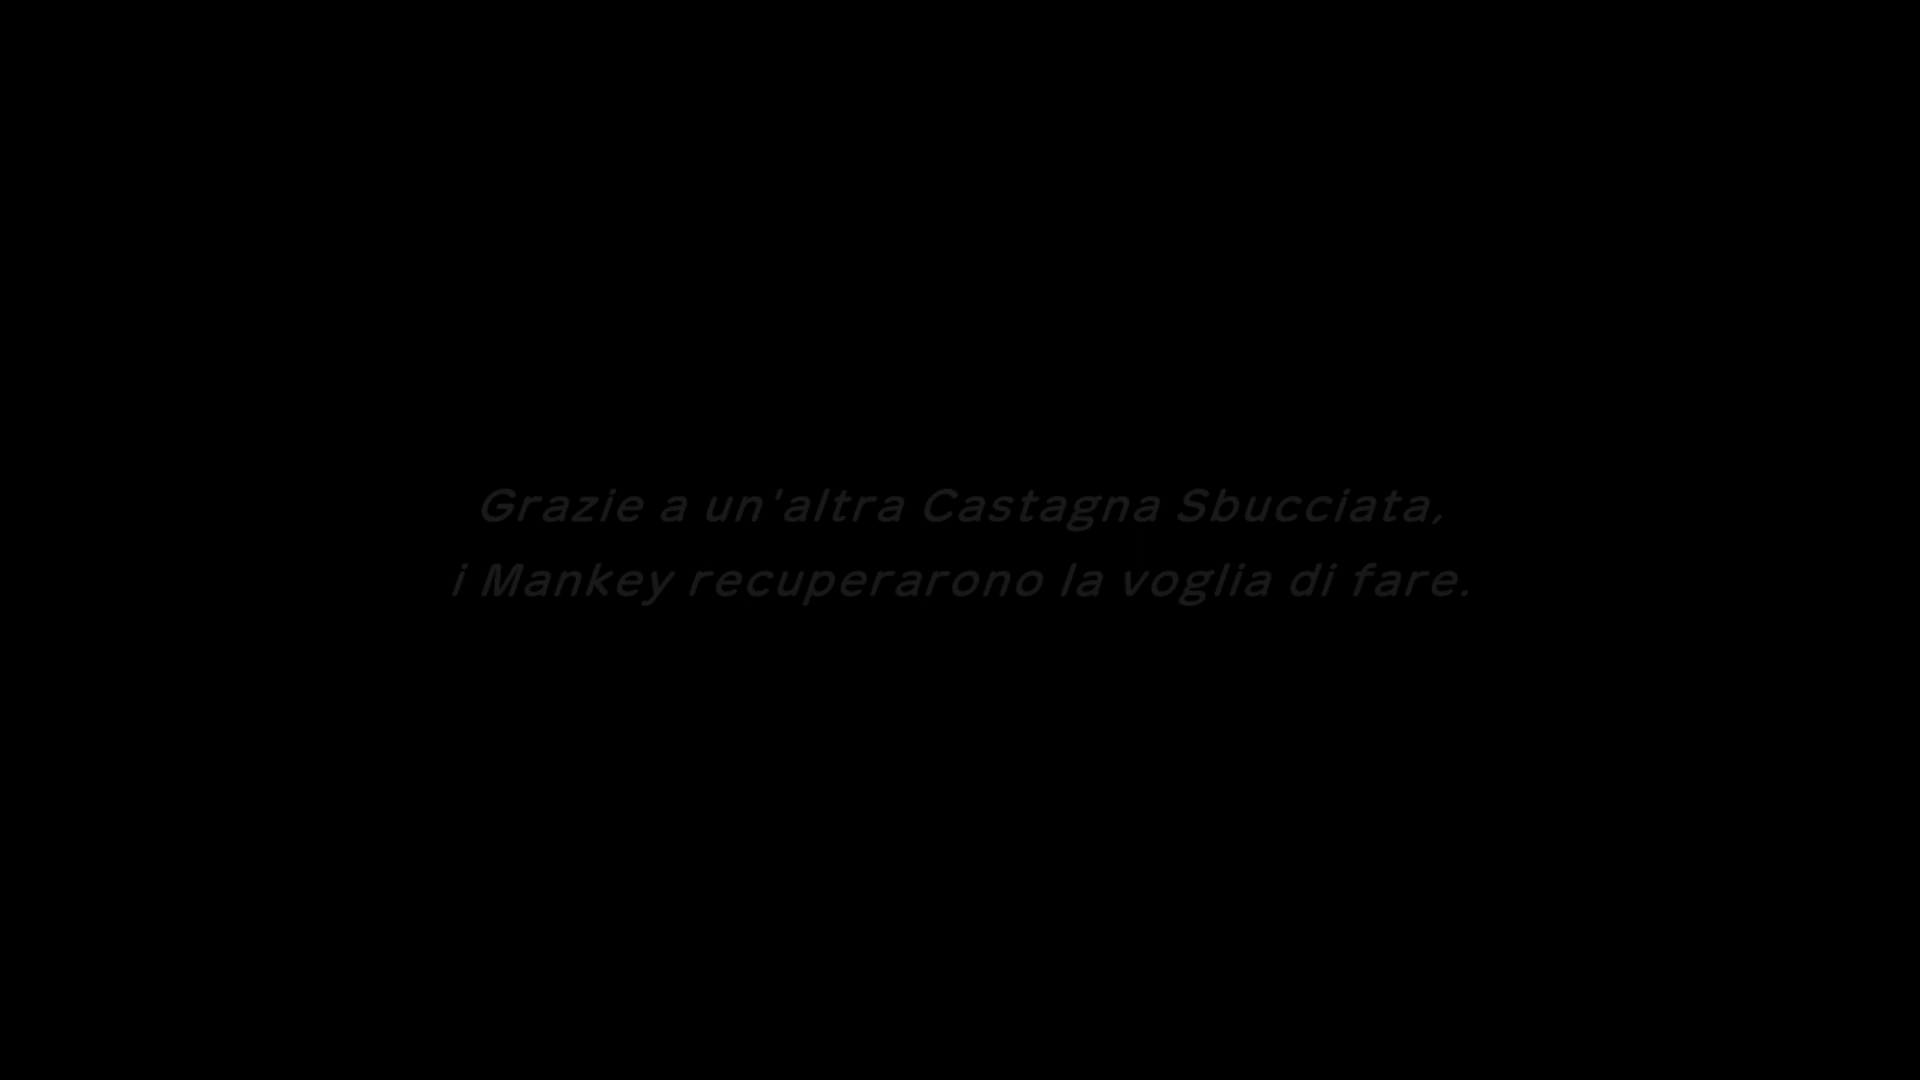 Grazie a un'altra Castagna Sbucciata,
i Mankey recuperarono la voglia di fare.